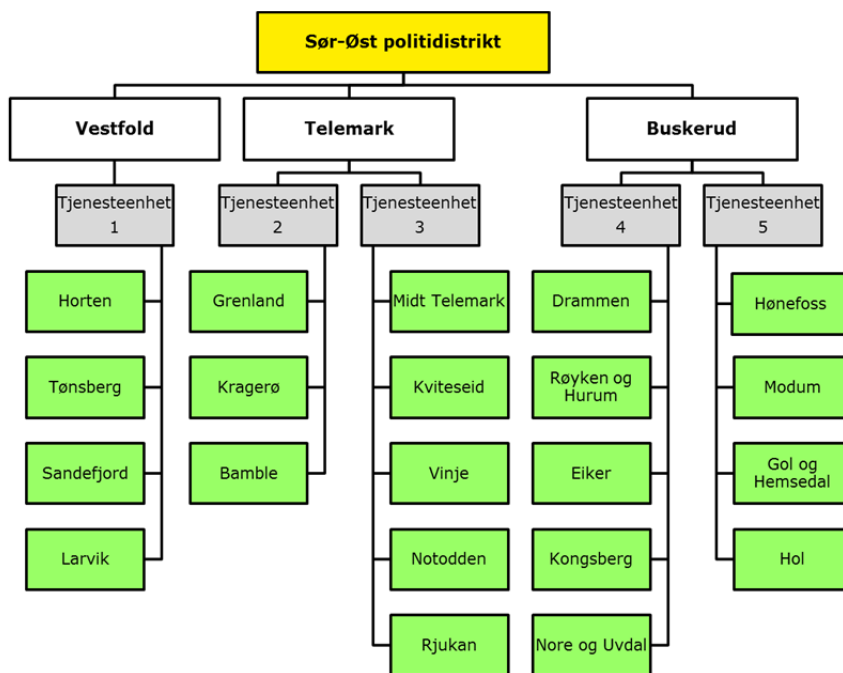 Sør-Øst politidistrikt
Vestfold
Telemark
Buskerud
Tjenesteenhet
1
Tjenesteenhet
2
Tjenesteenhet
3
Tjenesteenhet
4
Tjenesteenhet
5
Horten
Tønsberg
Sandefjord
Larvik
Grenland
Kragerø
Bamble
Midt Telemark
Kviteseid
Vinje
Notodden
Rjukan
Drammen
Røyken og
Hurum
Eiker
Kongsberg
Nore og Uvdal
Hønefoss
Modum
Gol og
Hemsedal
Hol